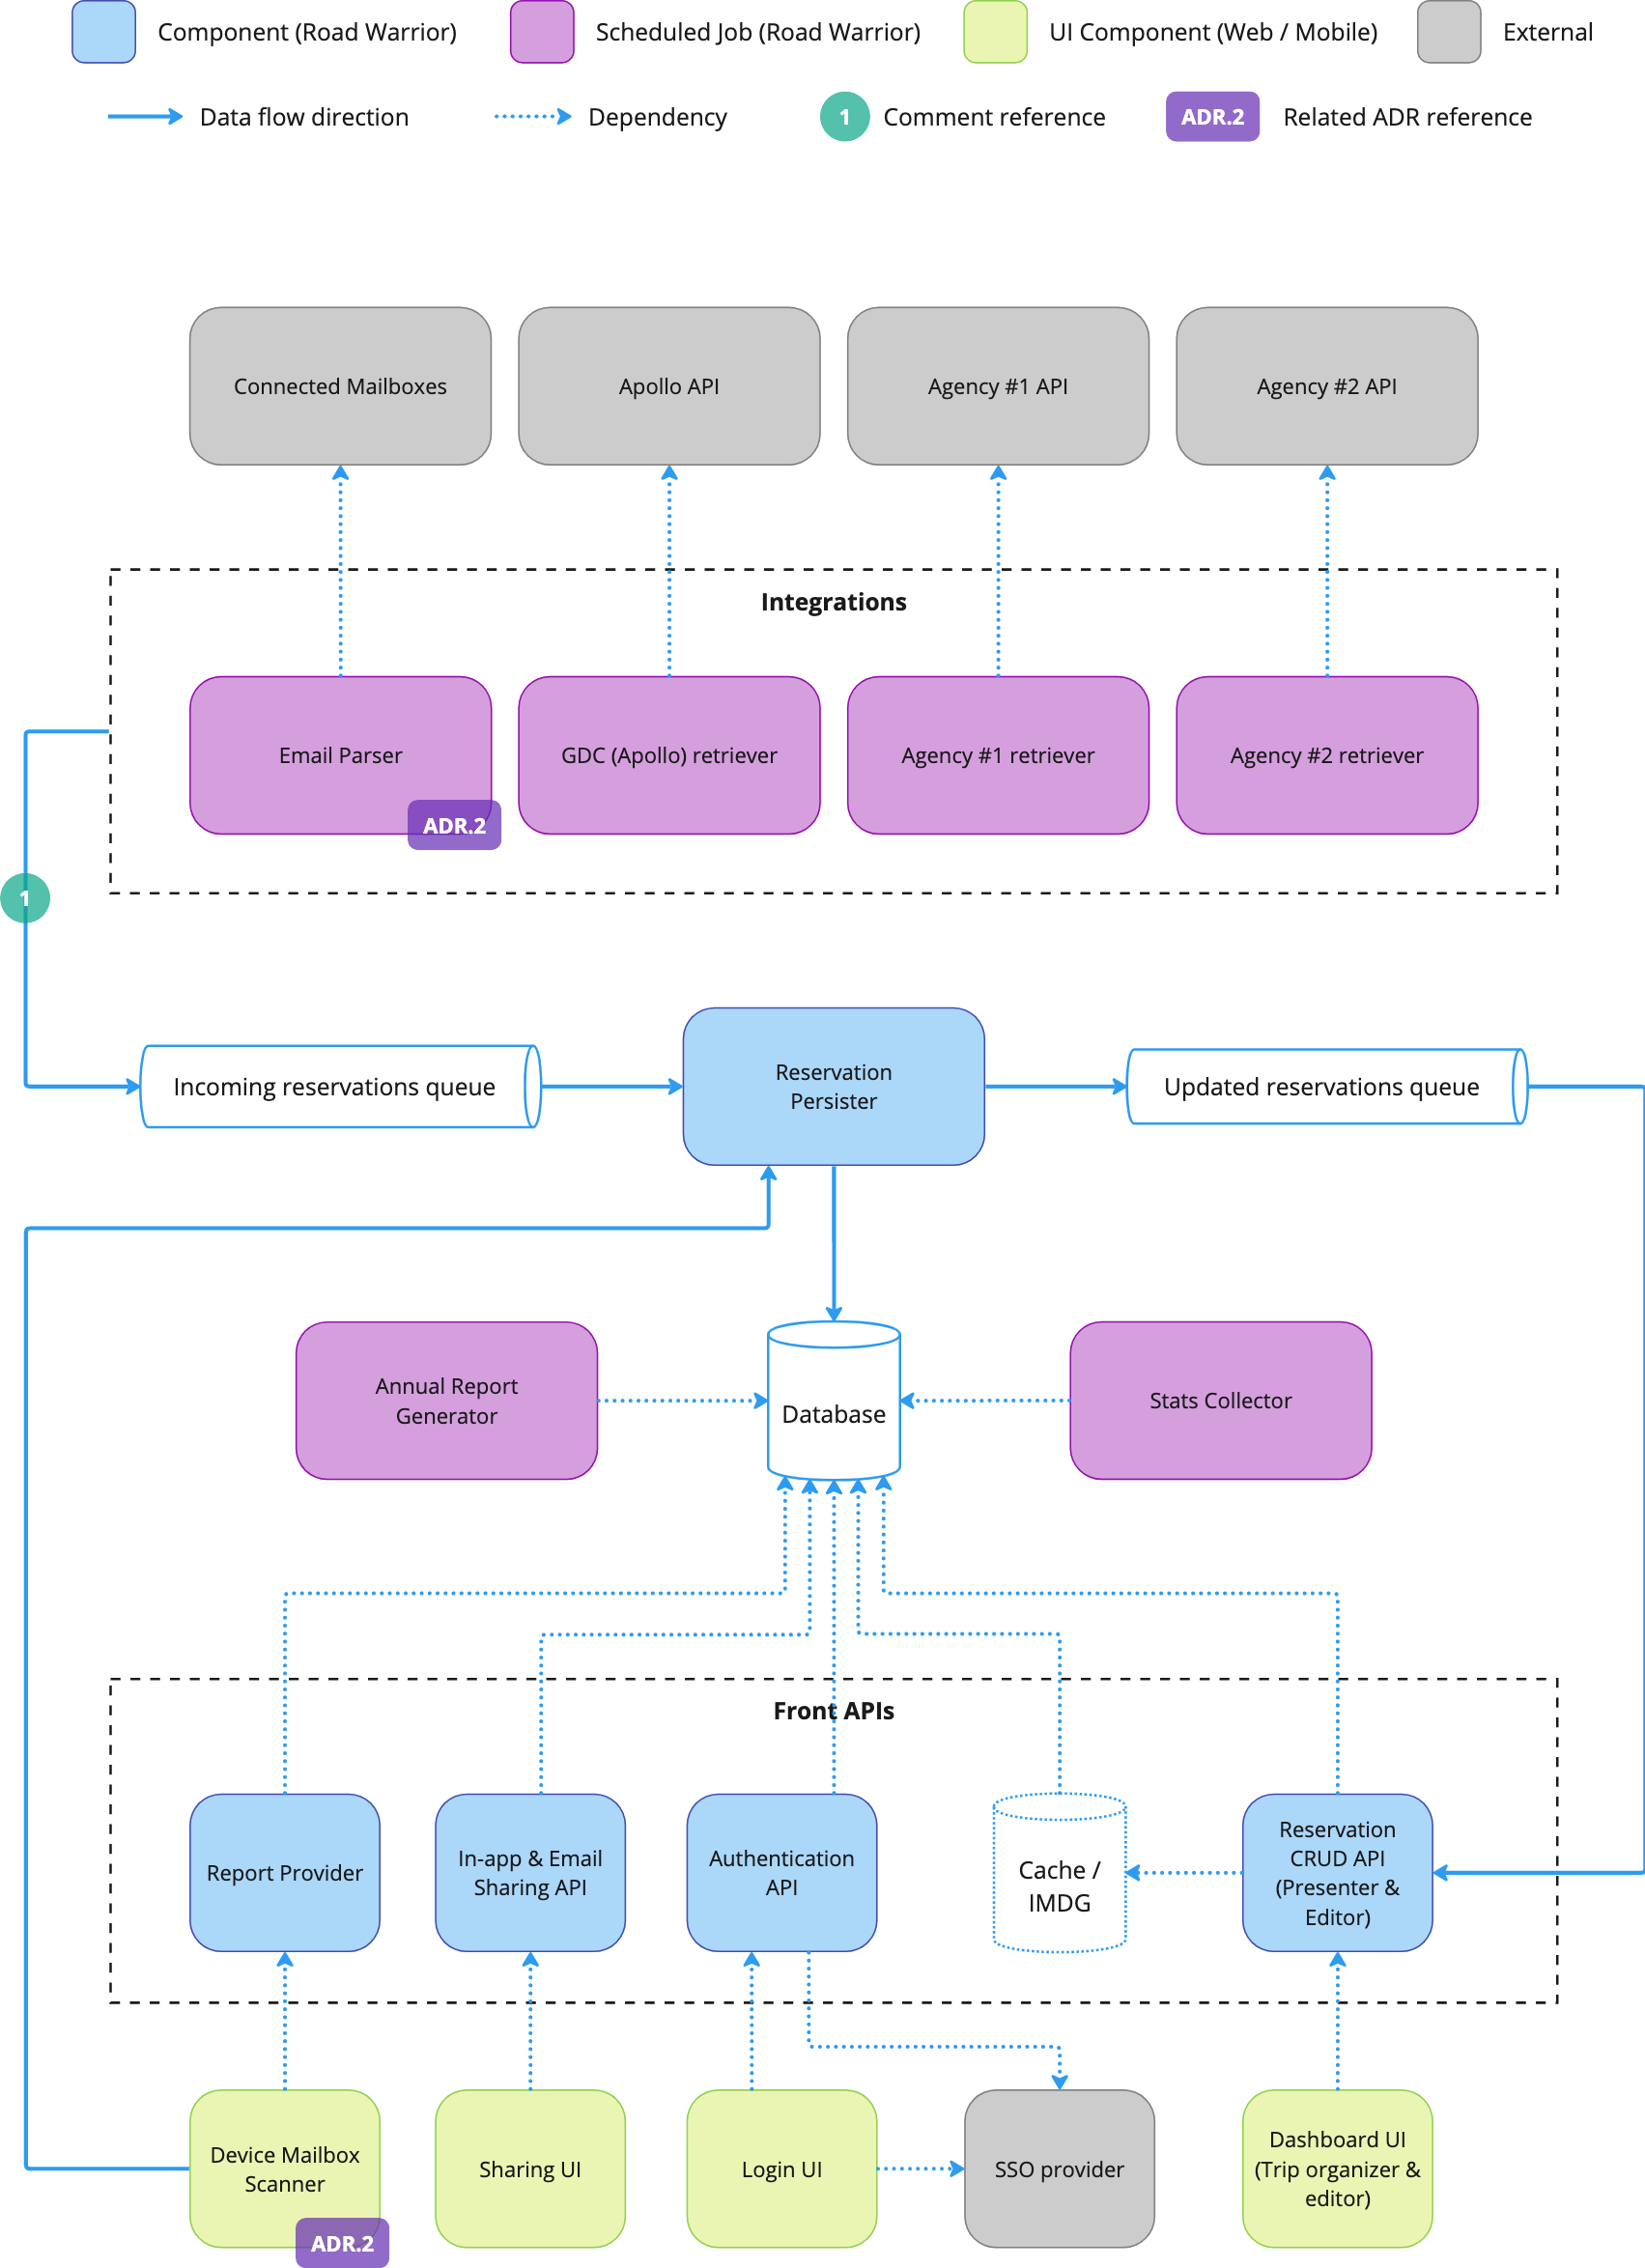 Component (Road Warrior)
Scheduled Job (Road Warrior)
UI Component (Web / Mobile)
External
Data flow direction
Dependency
1
Comment reference
ADR.2
Related ADR reference
Connected Mailboxes
Apollo API
Agency #1 API
Agency #2 API
Integrations
Email Parser
GDC (Apollo) retriever
Agency #1 retriever
Agency #2 retriever
ADR.2
1
Incoming reservations queue
Reservation
Persister
Updated reservations queue
Annual Report
Generator
Database
Stats Collector
Front APIs
Report Provider
In-app & Email
Sharing API
Authentication
API
Cache /
IMDG
Reservation
CRUD API
(Presenter &
Editor)
Device Mailbox
Scanner
ADR.2
Sharing UI
Login UI
SSO provider
Dashboard UI
(Trip organizer &
editor)